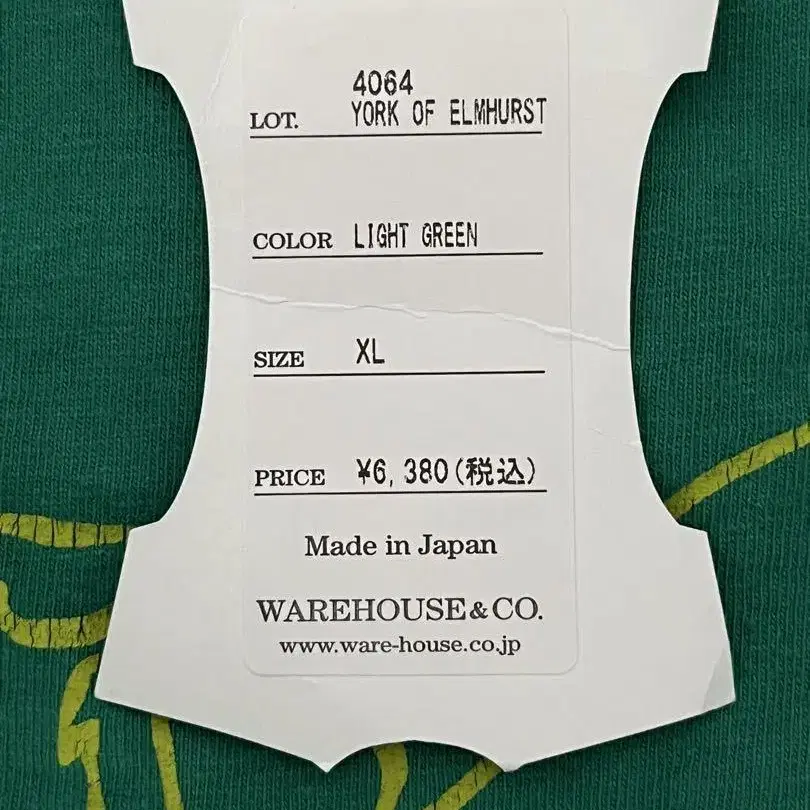 4064
LOT. YORK OF ELMHURST
COLOR LIGHT GREEN
SIZE XL
PRICE ¥6,380(税込)
Made in Japan
WAREHOUSE & CO.
www.ware-house.co.jp